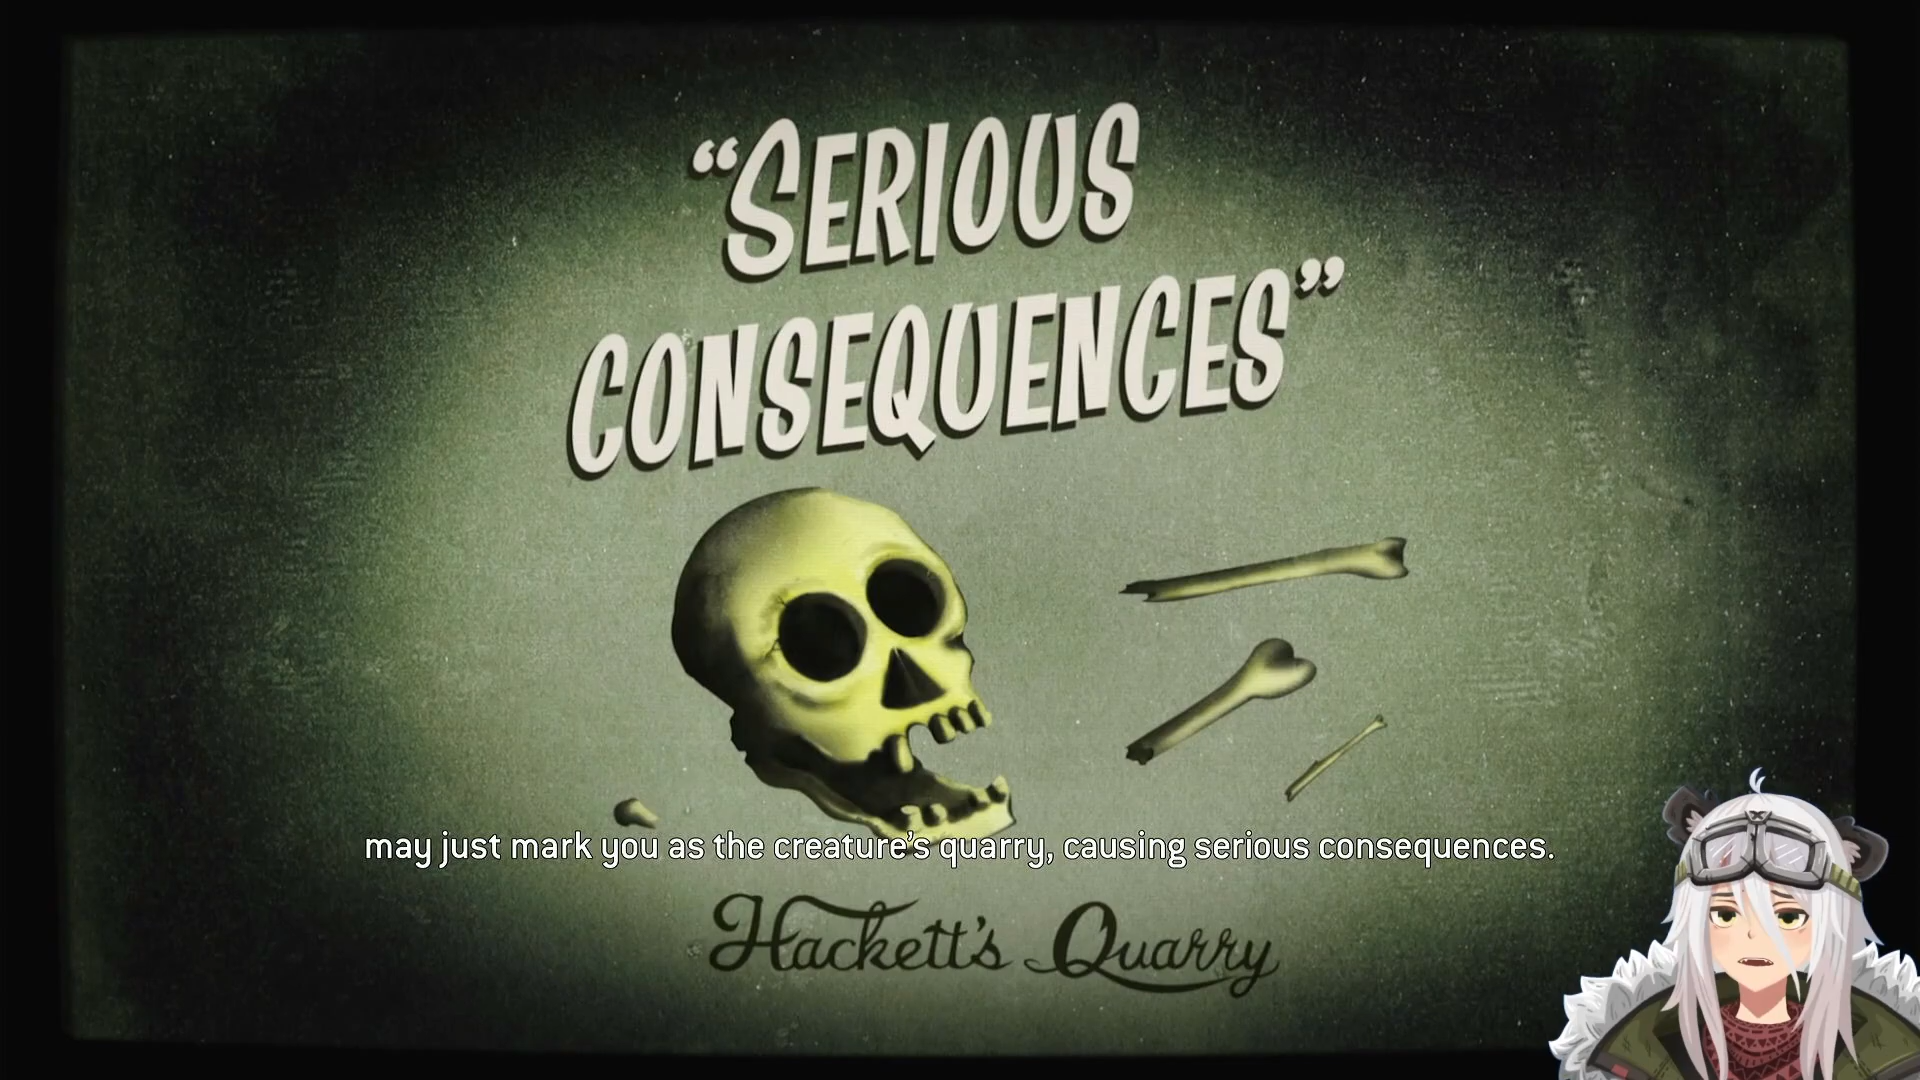 “SERIOUS
CONSEQUENCES”
may just mark you as the creature's quarry, causing serious consequences.
Hackett's Quarry